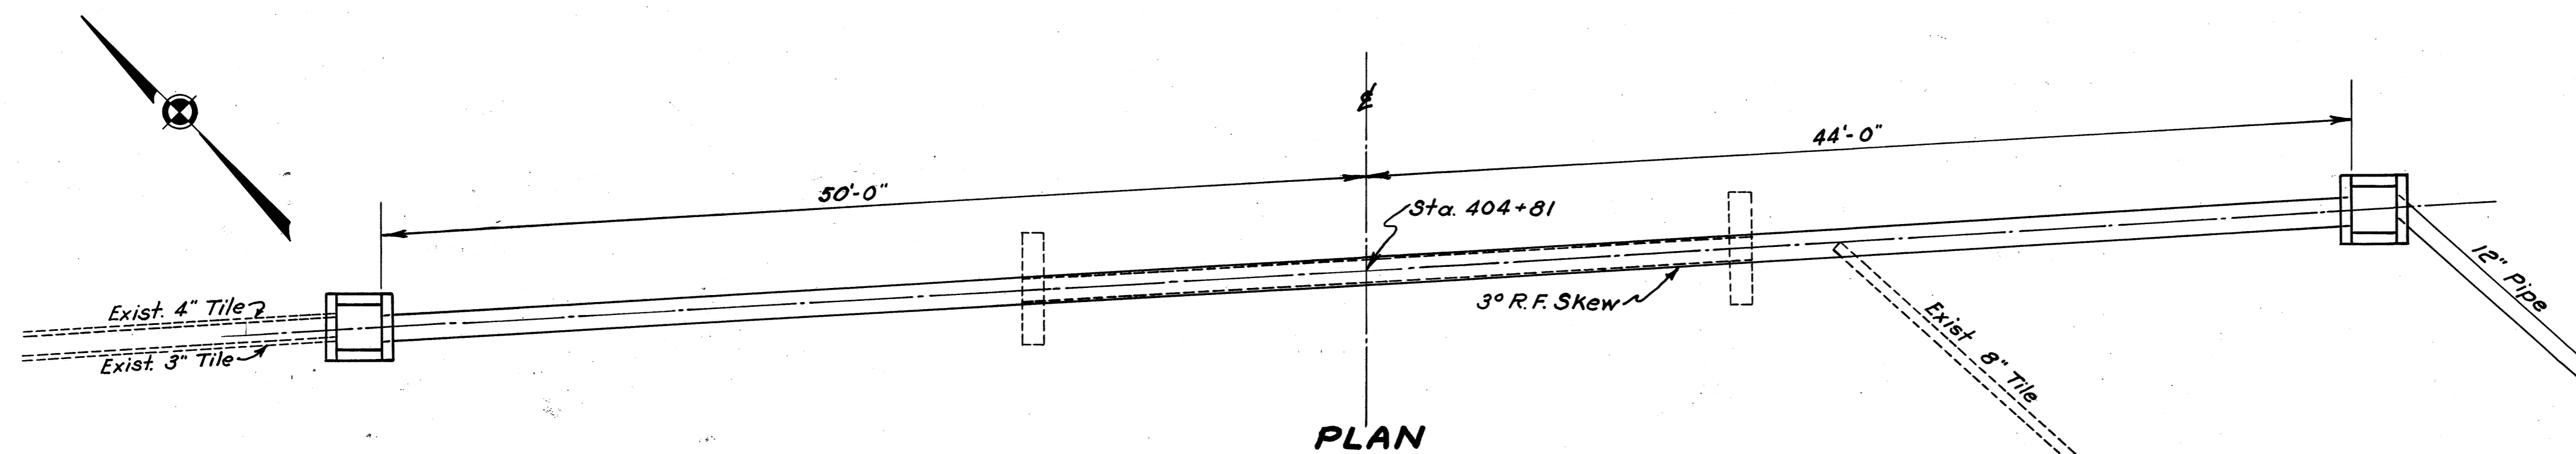 ℄
44'-0"
50'-0"
Sta. 404+81
12" Pipe
3° R.F. Skew
Exist. 4" Tile
Exist. 3" Tile
Exist 8" Tile
PLAN